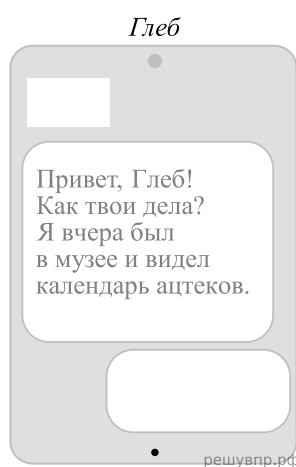 Глеб
Привет, Глеб!
Как твои дела?
Я вчера был
в музее и видел
календарь ацтеков.
решувпр.рф